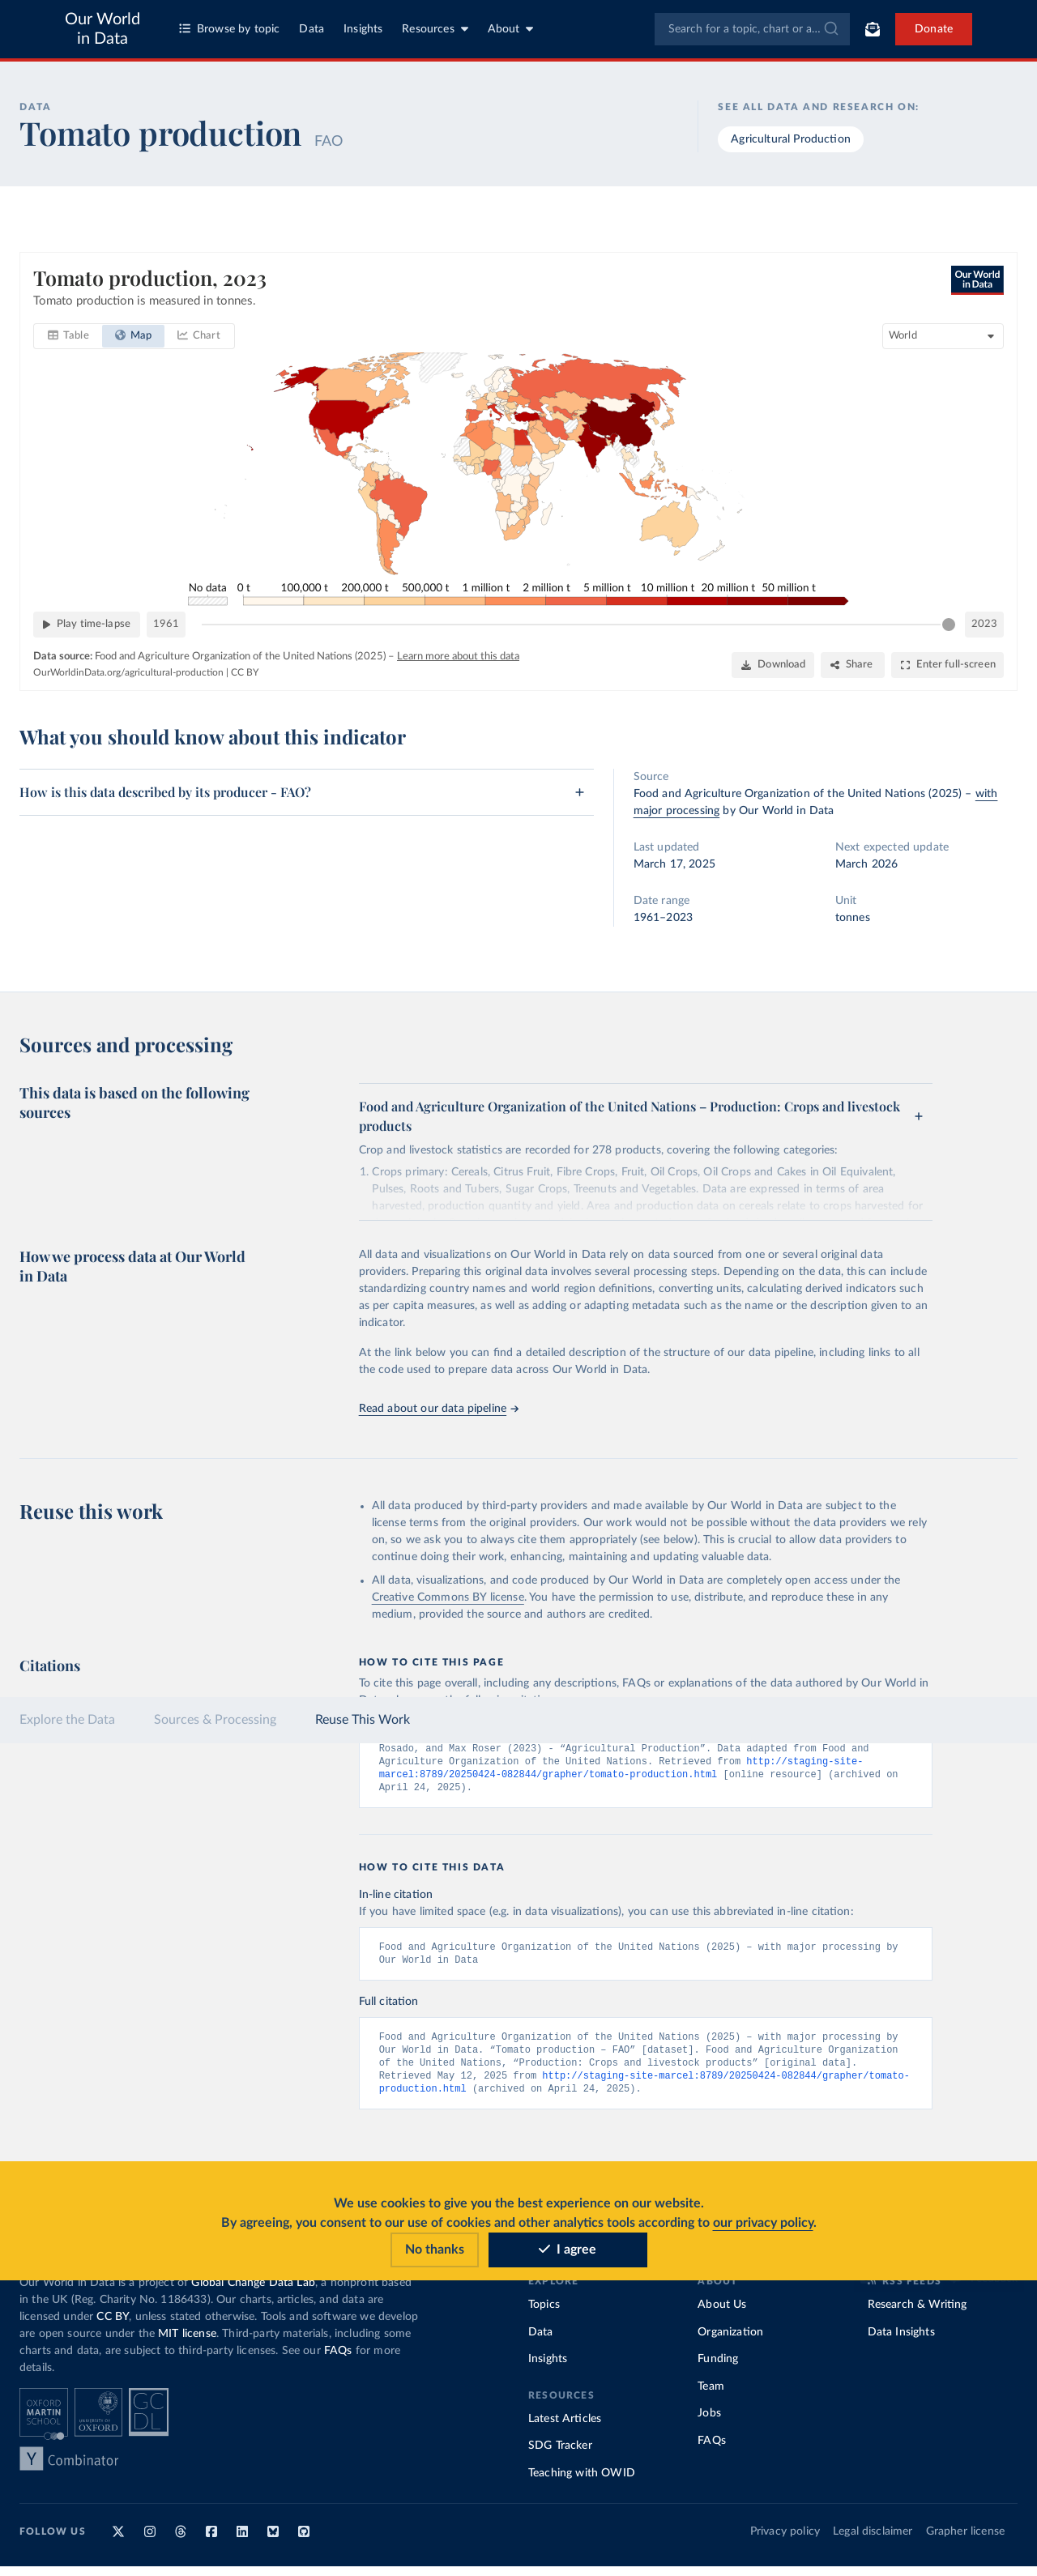 Our World
in Data
Browse by topic
Data
Insights
Resources
About
Search for a topic, chart or a...
Donate
DATA
Tomato production FAO
SEE ALL DATA AND RESEARCH ON:
Agricultural Production
Tomato production, 2023
Tomato production is measured in tonnes.
Our World
in Data
Table
Map
Chart
World
No data
0 t
100,000 t
200,000 t
500,000 t
1 million t
2 million t
5 million t
10 million t
20 million t
50 million t
Play time-lapse
1961
2023
Data source: Food and Agriculture Organization of the United Nations (2025) – Learn more about this data
OurWorldinData.org/agricultural-production | CC BY
Download
Share
Enter full-screen
What you should know about this indicator
How is this data described by its producer - FAO?
Source
Food and Agriculture Organization of the United Nations (2025) – with
major processing by Our World in Data
Last updated
March 17, 2025
Next expected update
March 2026
Date range
1961–2023
Unit
tonnes
Sources and processing
This data is based on the following
sources
Food and Agriculture Organization of the United Nations – Production: Crops and livestock
products
Crop and livestock statistics are recorded for 278 products, covering the following categories:
1. Crops primary: Cereals, Citrus Fruit, Fibre Crops, Fruit, Oil Crops, Oil Crops and Cakes in Oil Equivalent,
Pulses, Roots and Tubers, Sugar Crops, Treenuts and Vegetables. Data are expressed in terms of area
harvested, production quantity and yield. Area and production data on cereals relate to crops harvested for
How we process data at Our World
in Data
All data and visualizations on Our World in Data rely on data sourced from one or several original data
providers. Preparing this original data involves several processing steps. Depending on the data, this can include
standardizing country names and world region definitions, converting units, calculating derived indicators such
as per capita measures, as well as adding or adapting metadata such as the name or the description given to an
indicator.
At the link below you can find a detailed description of the structure of our data pipeline, including links to all
the code used to prepare data across Our World in Data.
Read about our data pipeline
Reuse this work
All data produced by third-party providers and made available by Our World in Data are subject to the
license terms from the original providers. Our work would not be possible without the data providers we rely
on, so we ask you to always cite them appropriately (see below). This is crucial to allow data providers to
continue doing their work, enhancing, maintaining and updating valuable data.
All data, visualizations, and code produced by Our World in Data are completely open access under the
Creative Commons BY license. You have the permission to use, distribute, and reproduce these in any
medium, provided the source and authors are credited.
Citations
HOW TO CITE THIS PAGE
To cite this page overall, including any descriptions, FAQs or explanations of the data authored by Our World in
Explore the Data
Sources & Processing
Reuse This Work
Rosado, and Max Roser (2023) - “Agricultural Production”. Data adapted from Food and
Agriculture Organization of the United Nations. Retrieved from http://staging-site-
marcel:8789/20250424-082844/grapher/tomato-production.html [online resource] (archived on
April 24, 2025).
HOW TO CITE THIS DATA
In-line citation
If you have limited space (e.g. in data visualizations), you can use this abbreviated in-line citation:
Food and Agriculture Organization of the United Nations (2025) – with major processing by
Our World in Data
Full citation
Food and Agriculture Organization of the United Nations (2025) – with major processing by
Our World in Data. “Tomato production – FAO” [dataset]. Food and Agriculture Organization
of the United Nations, “Production: Crops and livestock products” [original data].
Retrieved May 12, 2025 from http://staging-site-marcel:8789/20250424-082844/grapher/tomato-
production.html (archived on April 24, 2025).
We use cookies to give you the best experience on our website.
By agreeing, you consent to our use of cookies and other analytics tools according to our privacy policy.
No thanks
I agree
Our World in Data is a project of Global Change Data Lab, a nonprofit based
in the UK (Reg. Charity No. 1186433). Our charts, articles, and data are
licensed under CC BY, unless stated otherwise. Tools and software we develop
are open source under the MIT license. Third-party materials, including some
charts and data, are subject to third-party licenses. See our FAQs for more
details.
OXFORD
MARTIN
SCHOOL
UNIVERSITY OF
OXFORD
GC
DL
Y Combinator
EXPLORE
Topics
Data
Insights
RESOURCES
Latest Articles
SDG Tracker
Teaching with OWID
ABOUT
About Us
Organization
Funding
Team
Jobs
FAQs
RSS FEEDS
Research & Writing
Data Insights
FOLLOW US
Privacy policy
Legal disclaimer
Grapher license